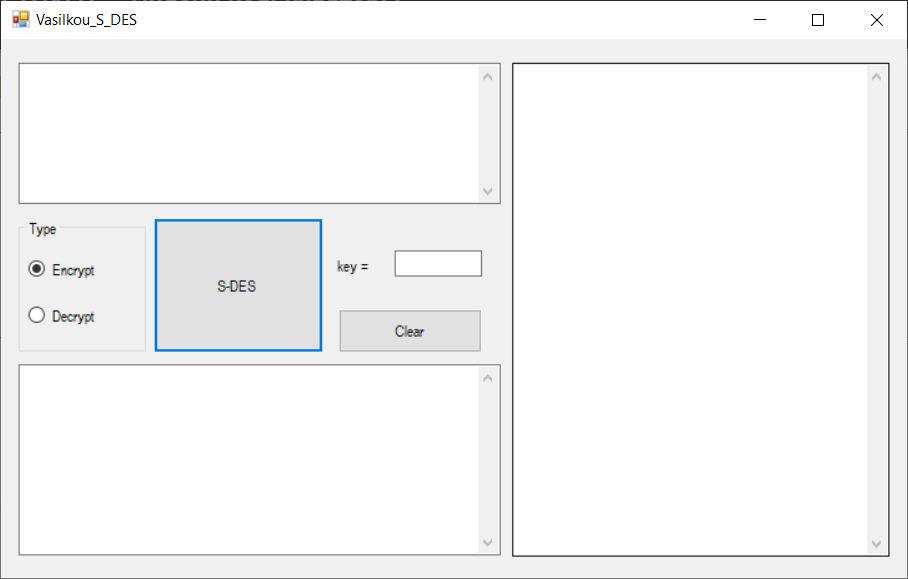 Vasilkou_S_DES
Type
Encrypt
Decrypt
S-DES
key =
Clear